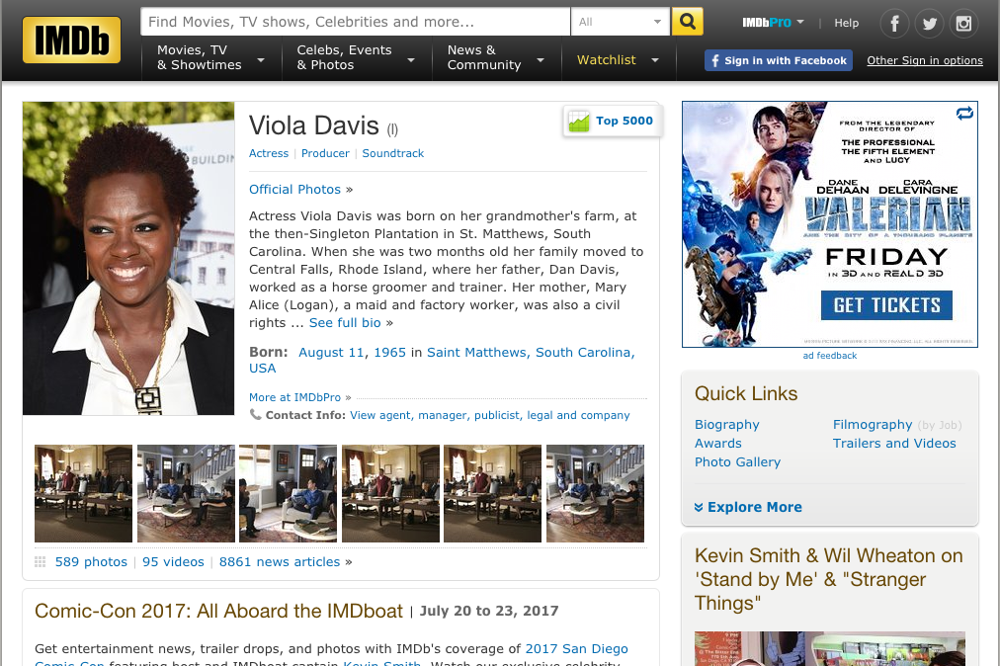 IMDb
Find Movies, TV shows, Celebrities and more...
All
IMDbPro
|
Help
Movies, TV
& Showtimes
Celebs, Events
& Photos
News &
Community
Watchlist
Sign in with Facebook
Other Sign in options
Viola Davis (I)
Top 5000
Actress | Producer | Soundtrack
Official Photos »
Actress Viola Davis was born on her grandmother's farm, at
the then-Singleton Plantation in St. Matthews, South
Carolina. When she was two months old her family moved to
Central Falls, Rhode Island, where her father, Dan Davis,
worked as a horse groomer and trainer. Her mother, Mary
Alice (Logan), a maid and factory worker, was also a civil
rights ... See full bio »
Born: August 11, 1965 in Saint Matthews, South Carolina,
USA
More at IMDbPro »
Contact Info: View agent, manager, publicist, legal and company
589 photos | 95 videos | 8861 news articles »
Comic-Con 2017: All Aboard the IMDboat | July 20 to 23, 2017
Get entertainment news, trailer drops, and photos with IMDb's coverage of 2017 San Diego
Comic-Con featuring host and IMDboat captain Kevin Smith. Watch our exclusive celebrity
FROM THE LEGENDARY
DIRECTOR OF
THE PROFESSIONAL
THE FIFTH ELEMENT
AND LUCY
DANE DEHAAN
CARA DELEVINGNE
VALERIAN
AND THE CITY OF A THOUSAND PLANETS
FRIDAY
IN 3D AND REAL D 3D
GET TICKETS
ad feedback
Quick Links
Biography
Filmography (by Job)
Awards
Trailers and Videos
Photo Gallery
Explore More
Kevin Smith & Wil Wheaton on
'Stand by Me' & "Stranger
Things"